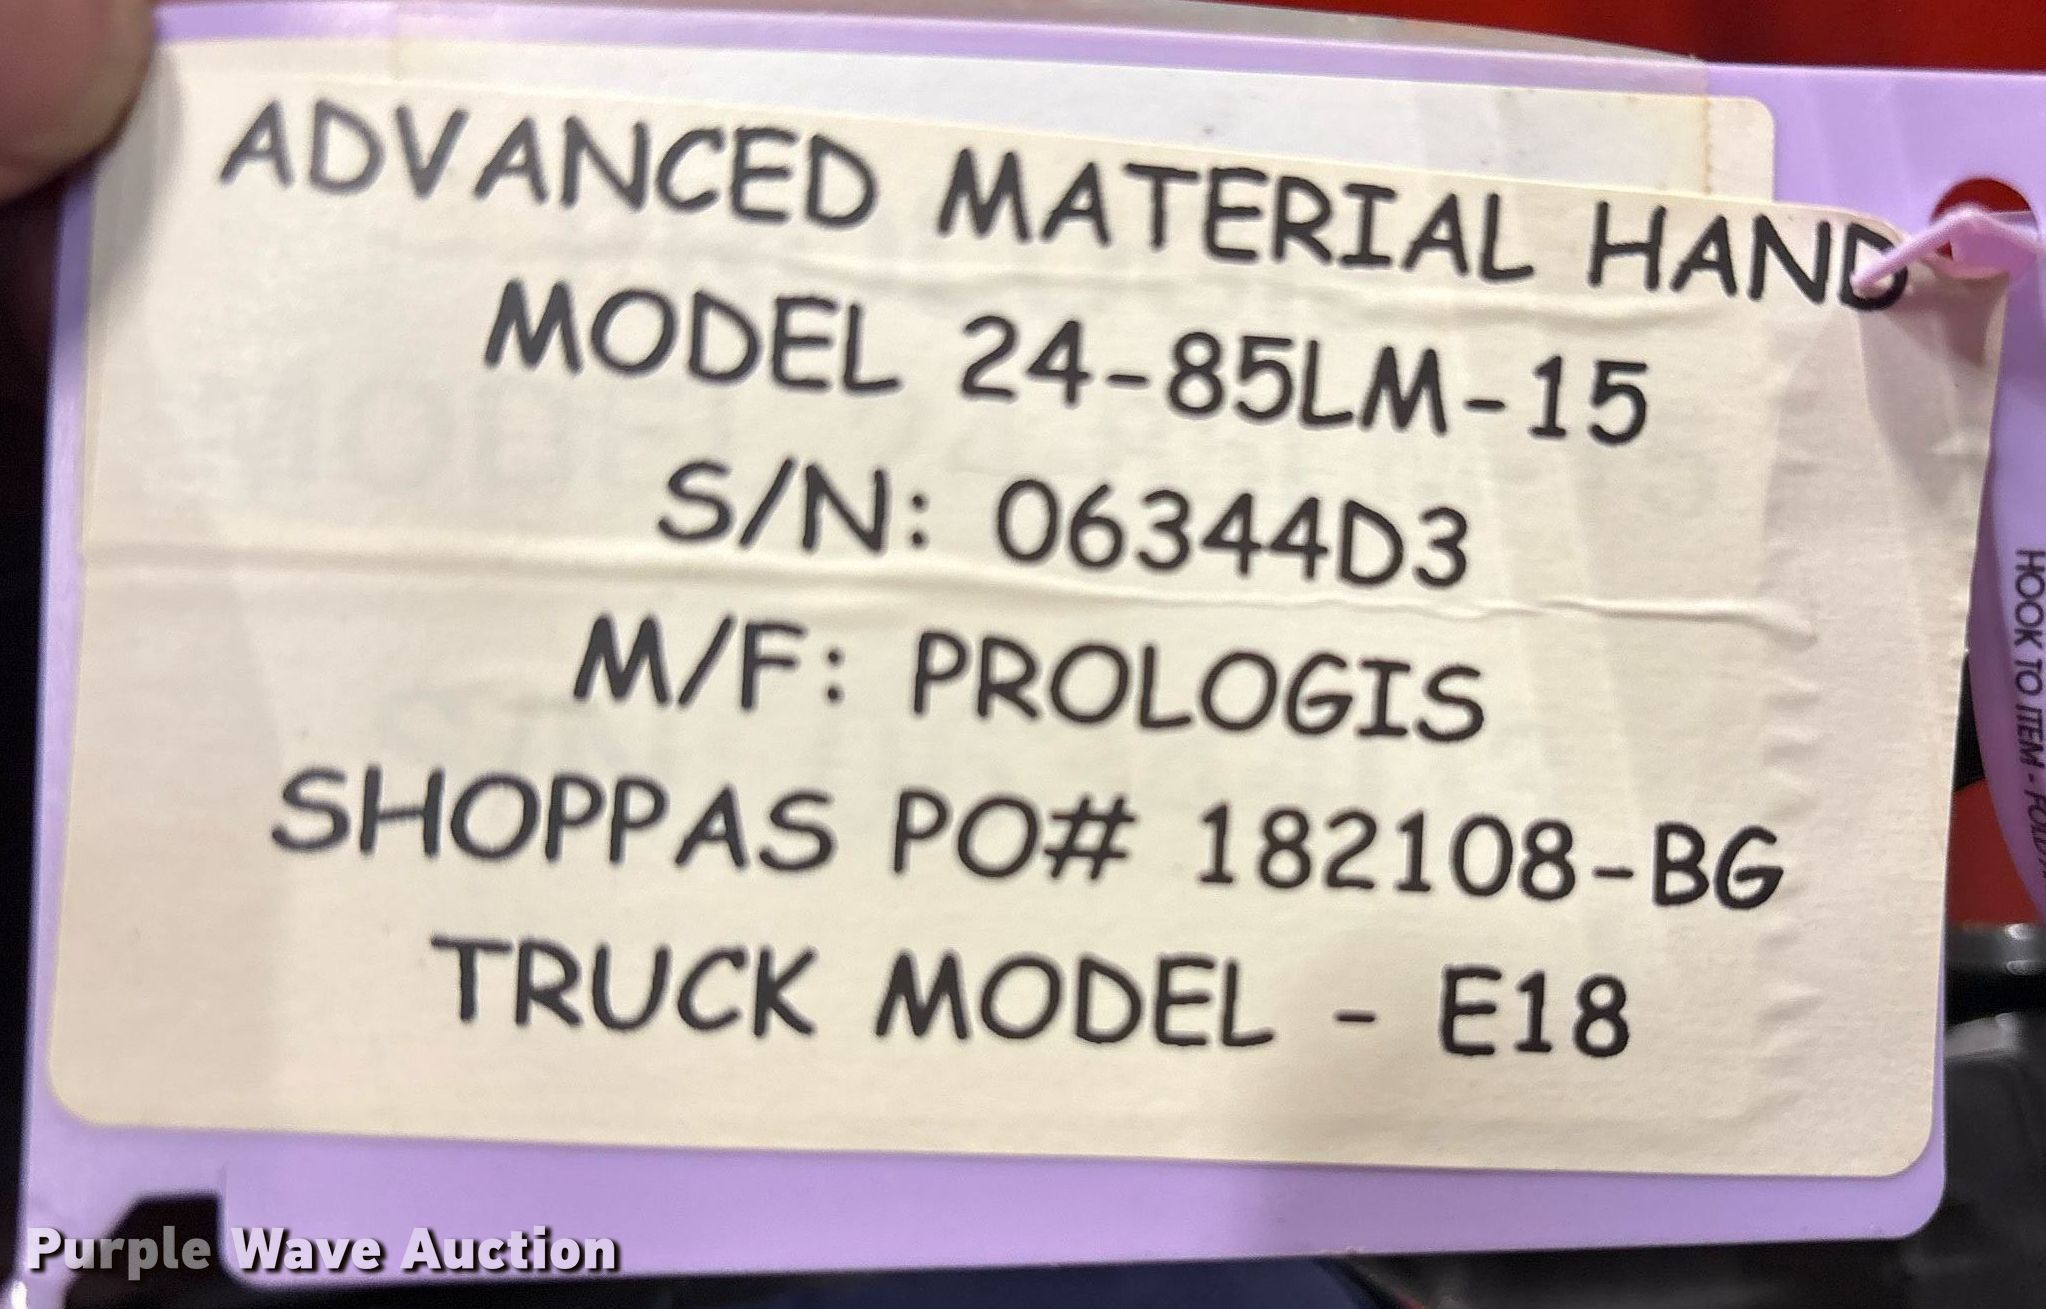 ADVANCED MATERIAL HAND
MODEL 24-85LM-15
S/N: 06344D3
M/F: PROLOGIS
SHOPPAS PO# 182108-BG
TRUCK MODEL - E18
HOOK TO ITEM - FOLD
Purple Wave Auction